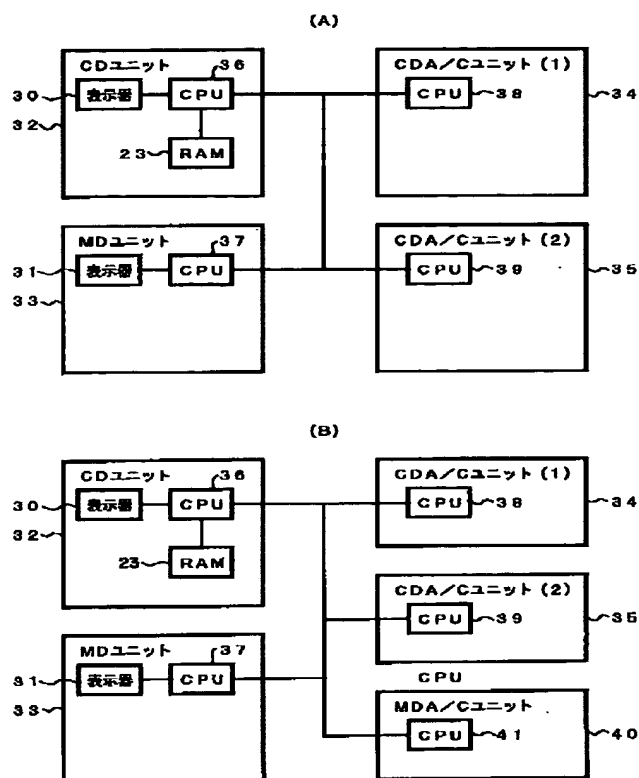 (A)
CDユニット
36
CDA/Cユニット(1)
30
表示器
CPU
CPU
38
34
32
23
RAM
MDユニット
37
CDA/Cユニット(2)
31
表示器
CPU
CPU
39
35
33
(B)
CDユニット
36
CDA/Cユニット(1)
30
表示器
CPU
CPU
38
34
32
23
RAM
CDA/Cユニット(2)
CPU
39
35
MDユニット
37
CPU
31
表示器
CPU
MDA/Cユニット
33
CPU
41
40